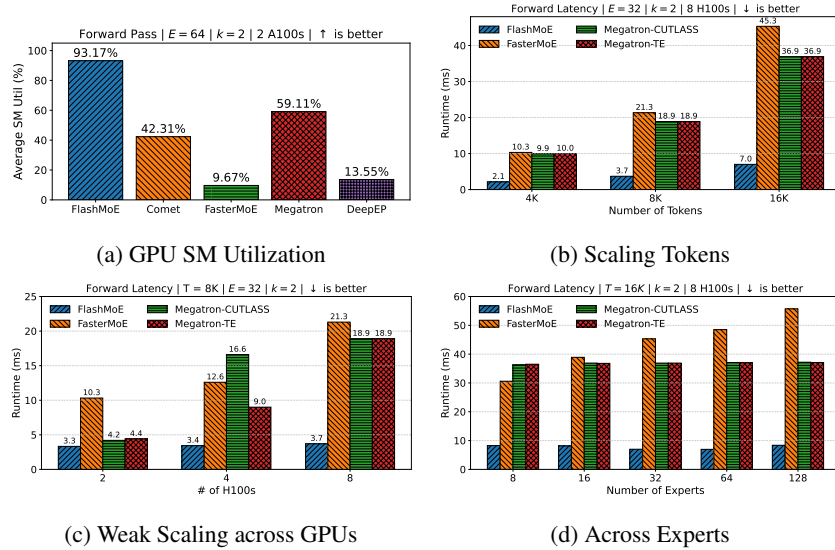 Forward Pass | E = 64 | k = 2 | 2 A100s | ↑ is better
Average SM Util (%)
100
80
60
40
20
0
93.17%
42.31%
9.67%
59.11%
13.55%
FlashMoE Comet FasterMoE Megatron DeepEP
(a) GPU SM Utilization
Forward Latency | E = 32 | k = 2 | 8 H100s | ↓ is better
FlashMoE Megatron-CUTLASS
FasterMoE Megatron-TE
Runtime (ms)
40
20
10
0
30
2.1 10.3 9.9 10.0
3.7 21.3 18.9 18.9
7.0 45.3 36.9 36.9
4K 8K 16K
Number of Tokens
(b) Scaling Tokens
Forward Latency | T = 8K | E = 32 | k = 2 | ↓ is better
FlashMoE Megatron-CUTLASS
FasterMoE Megatron-TE
Runtime (ms)
25
20
15
10
5
0
3.3 10.3 4.2 4.4
3.4 12.6 16.6 9.0
3.7 21.3 18.9 18.9
2 4 8
# of H100s
(c) Weak Scaling across GPUs
Forward Latency | T = 16K | k = 2 | 8 H100s | ↓ is better
FlashMoE Megatron-CUTLASS
FasterMoE Megatron-TE
Runtime (ms)
60
50
40
30
20
10
0
8 16 32 64 128
Number of Experts
(d) Across Experts